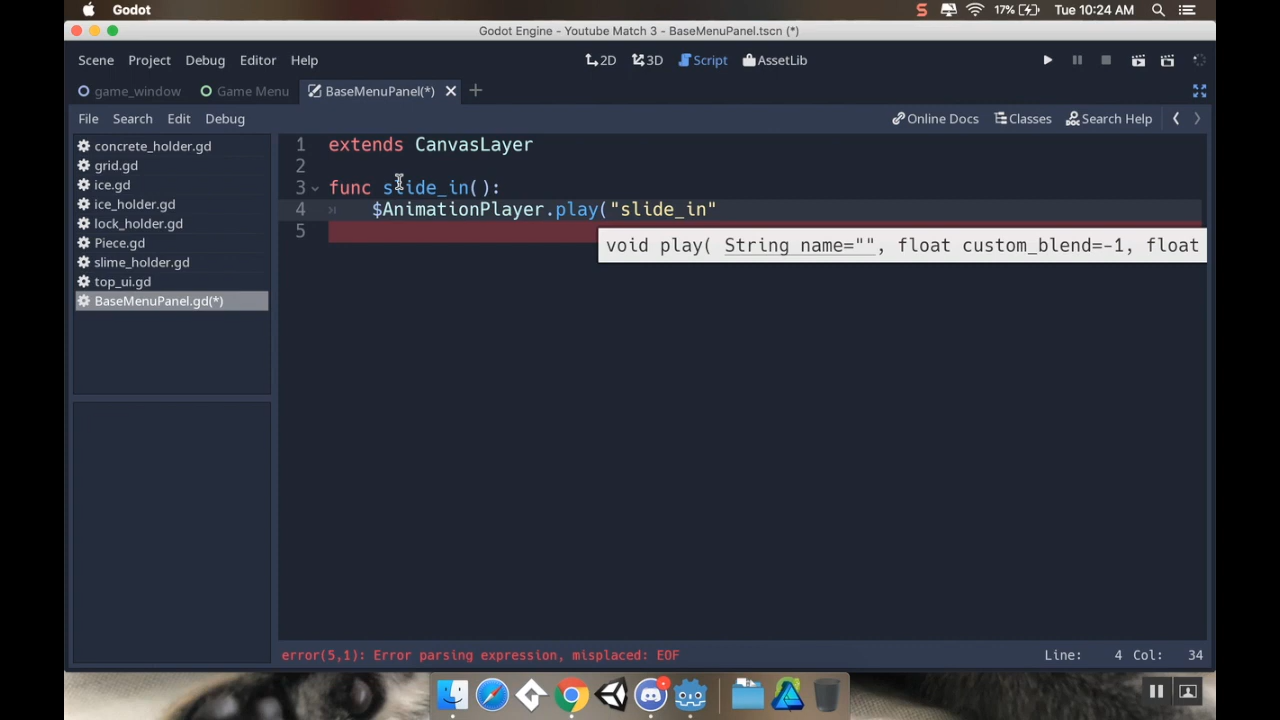 Godot
S 17% Tue 10:24 AM
Godot Engine - Youtube Match 3 - BaseMenuPanel.tscn (*)
Scene Project Debug Editor Help 2D 3D Script AssetLib
game_window Game Menu BaseMenuPanel(*)
File Search Edit Debug Online Docs Classes Search Help
concrete_holder.gd
grid.gd
ice.gd
ice_holder.gd
lock_holder.gd
Piece.gd
slime_holder.gd
top_ui.gd
BaseMenuPanel.gd(*)
1 extends CanvasLayer
2
3 func slide_in():
4 $AnimationPlayer.play("slide_in"
5
void play( String name="", float custom_blend=-1, float
error(5,1): Error parsing expression, misplaced: EOF Line: 4 Col: 34